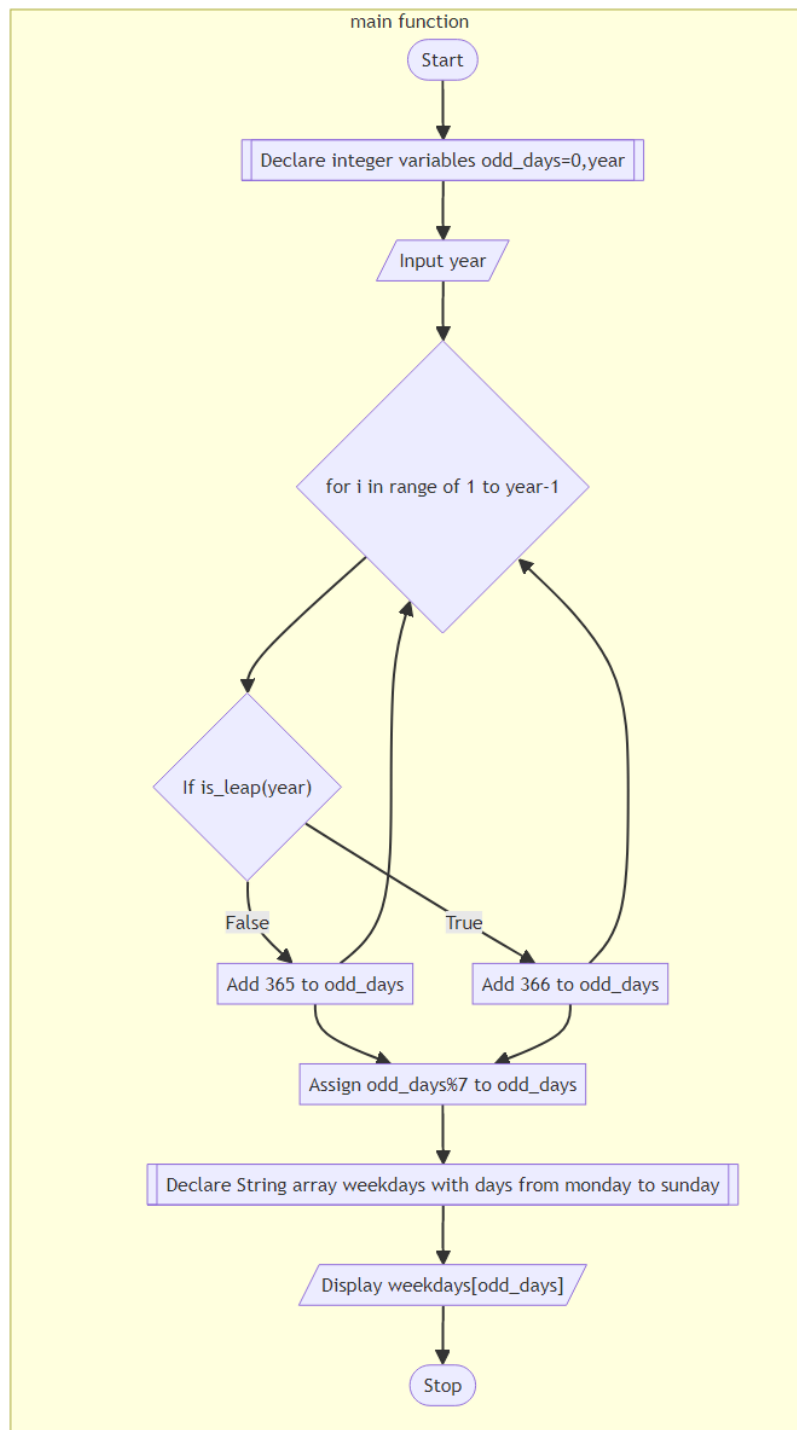 main function
Start
Declare integer variables odd_days=0,year
Input year
for i in range of 1 to year-1
If is_leap(year)
False
True
Add 365 to odd_days
Add 366 to odd_days
Assign odd_days%7 to odd_days
Declare String array weekdays with days from monday to sunday
Display weekdays[odd_days]
Stop